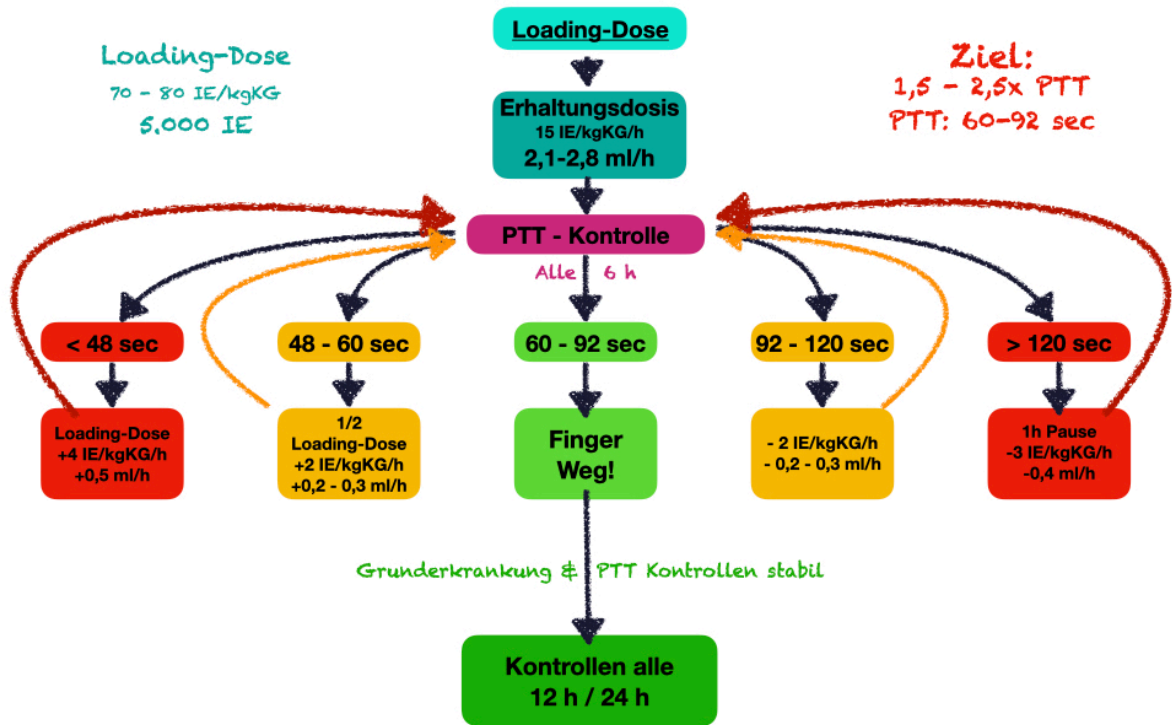 Loading-Dose
Loading-Dose
70 - 80 IE/kgKG
5.000 IE
Ziel:
1,5 - 2,5x PTT
PTT: 60-92 sec
Erhaltungsdosis
15 IE/kgKG/h
2,1-2,8 ml/h
PTT - Kontrolle
Alle 6 h
< 48 sec
48 - 60 sec
60 - 92 sec
92 - 120 sec
> 120 sec
Loading-Dose
+4 IE/kgKG/h
+0,5 ml/h
1/2
Loading-Dose
+2 IE/kgKG/h
+0,2 - 0,3 ml/h
Finger
Weg!
- 2 IE/kgKG/h
- 0,2 - 0,3 ml/h
1h Pause
-3 IE/kgKG/h
-0,4 ml/h
Grunderkrankung & PTT Kontrollen stabil
Kontrollen alle
12 h / 24 h